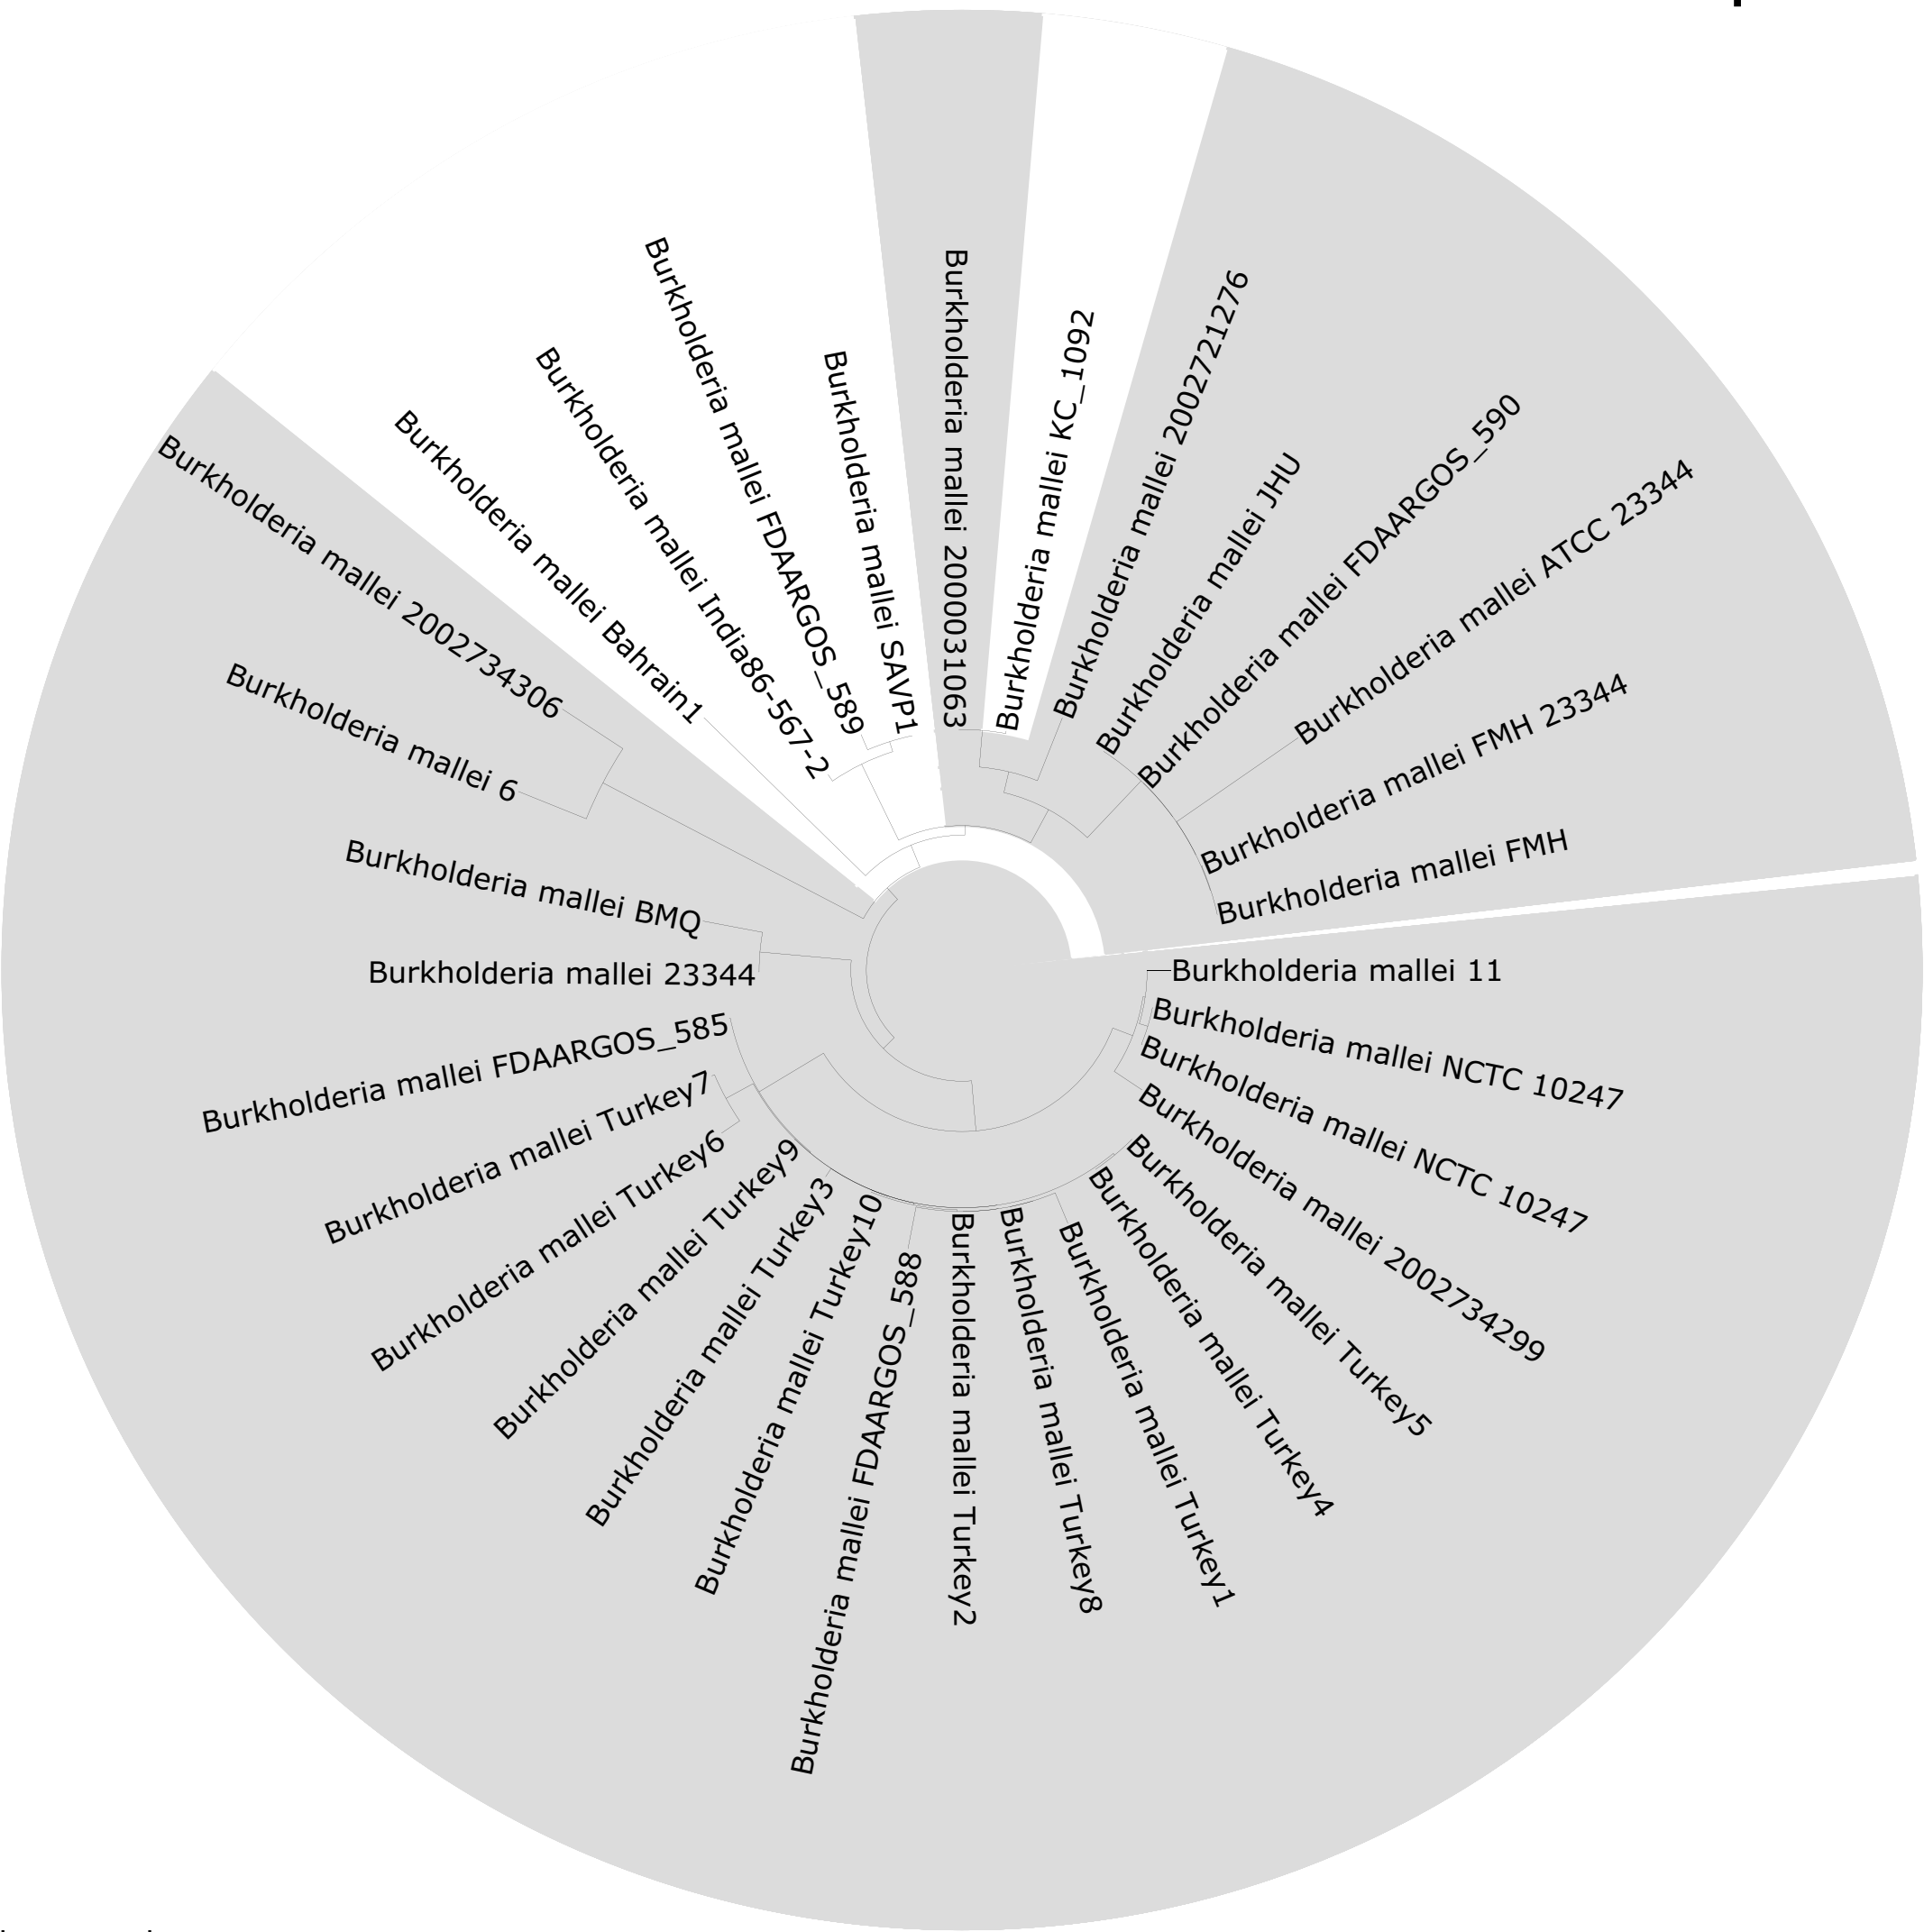 Burkholderia mallei 2000031063
Burkholderia mallei KC_1092
Burkholderia mallei 2002721276
Burkholderia mallei JHU
Burkholderia mallei FDAARGOS_590
Burkholderia mallei ATCC 23344
Burkholderia mallei FMH 23344
Burkholderia mallei FMH
Burkholderia mallei 11
Burkholderia mallei NCTC 10247
Burkholderia mallei NCTC 10247
Burkholderia mallei 2002734299
Burkholderia mallei Turkey5
Burkholderia mallei Turkey4
Burkholderia mallei Turkey1
Burkholderia mallei Turkey8
Burkholderia mallei Turkey2
Burkholderia mallei FDAARGOS_588
Burkholderia mallei Turkey10
Burkholderia mallei Turkey3
Burkholderia mallei Turkey9
Burkholderia mallei Turkey6
Burkholderia mallei Turkey7
Burkholderia mallei FDAARGOS_585
Burkholderia mallei 23344
Burkholderia mallei BMQ
Burkholderia mallei 6
Burkholderia mallei 2002734306
Burkholderia mallei Bahrain1
Burkholderia mallei India86-567-2
Burkholderia mallei FDAARGOS_589
Burkholderia mallei SAVP1